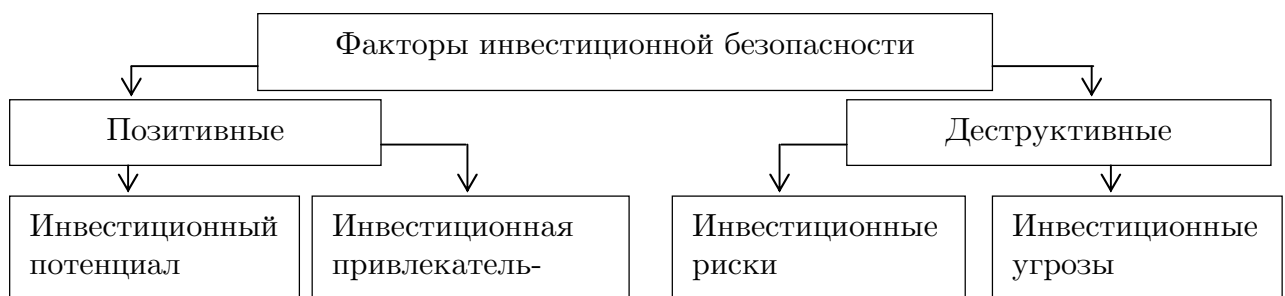 Факторы инвестиционной безопасности
Позитивные
Деструктивные
Инвестиционный
потенциал
Инвестиционная
привлекатель-
Инвестиционные
риски
Инвестиционные
угрозы